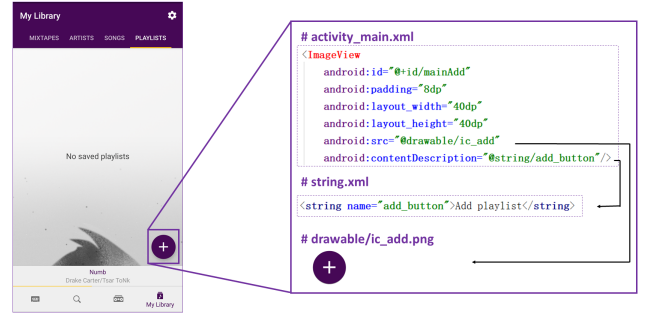 My Library
MIXTAPES ARTISTS SONGS PLAYLISTS
No saved playlists
Numb
Drake Carter/Tear ToNk
My Library
# activity_main.xml
<ImageView
android:id="@+id/mainAdd"
android:padding="8dp"
android:layout_width="40dp"
android:layout_height="40dp"
android:src="@drawable/ic_add"
android:contentDescription="@string/add_button"/>
# string.xml
<string name="add_button">Add playlist</string>
# drawable/ic_add.png